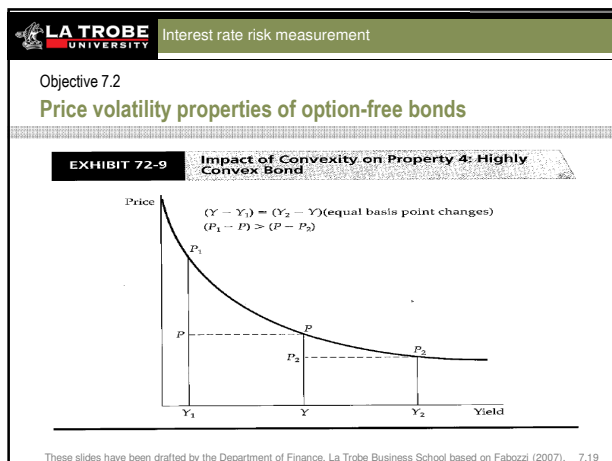 LA TROBE
UNIVERSITY
Interest rate risk measurement
Objective 7.2
Price volatility properties of option-free bonds
EXHIBIT 72-9
Impact of Convexity on Property 4: Highly
Convex Bond
Price
(Y − Y₁) = (Y₂ − Y)(equal basis point changes)
(P₁ − P) > (P − P₂)
P₁
P
P
P₂
P₂
Y₁
Y
Y₂
Yield
These slides have been drafted by the Department of Finance, La Trobe Business School based on Fabozzi (2007). 7.19